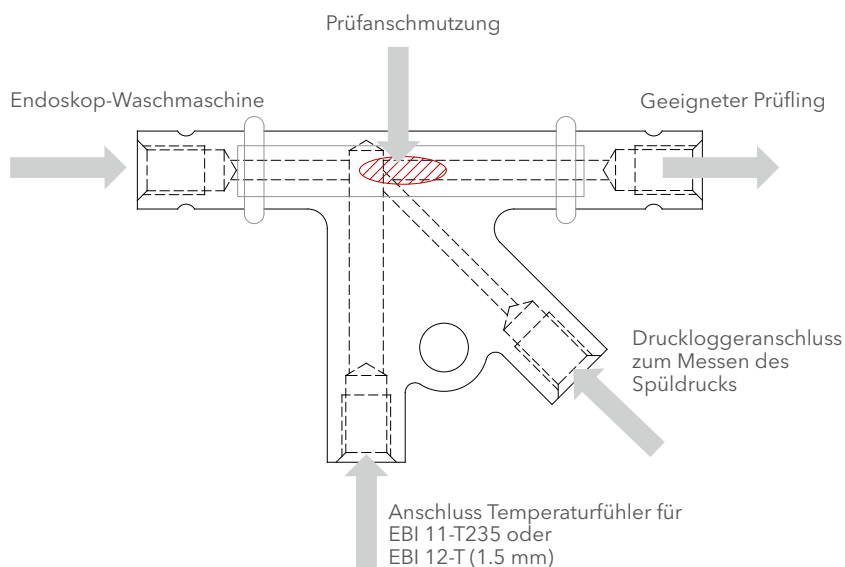 Prüfanschmutzung
Endoskop-Waschmaschine
Geeigneter Prüfling
Druckloggeranschluss
zum Messen des
Spüldrucks
Anschluss Temperaturfühler für
EBI 11-T235 oder
EBI 12-T (1.5 mm)